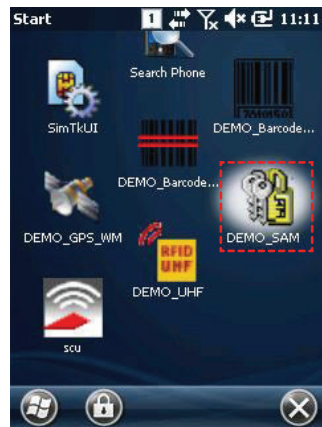 Start 1 11:11
Search Phone
SimTkUI
DEMO_Barcode...
DEMO_Barcode...
DEMO_GPS_WM
DEMO_SAM
RFID
UHF
DEMO_UHF
scu